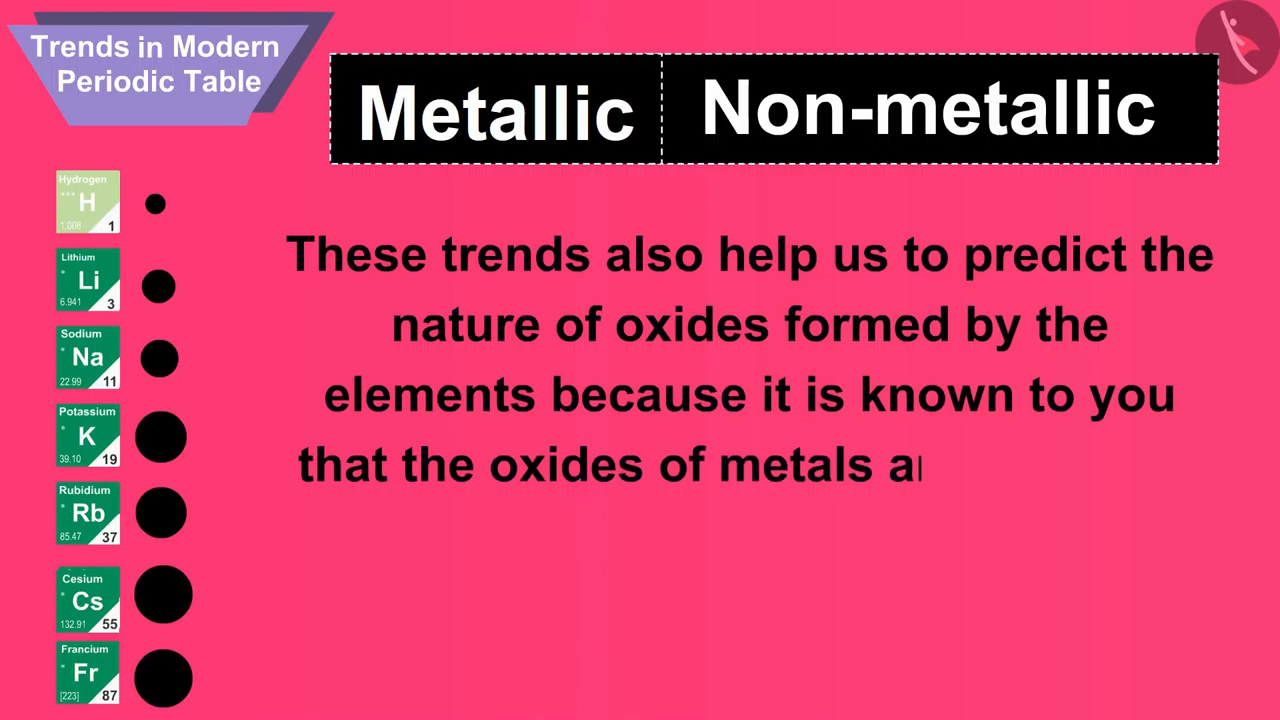 Trends in Modern
Periodic Table
Metallic
Non-metallic
Hydrogen
H
1.008
1
Lithium
Li
6.941
3
Sodium
Na
22.99
11
Potassium
K
39.10
19
Rubidium
Rb
85.47
37
Cesium
Cs
132.91
55
Francium
Fr
[223]
87
These trends also help us to predict the
nature of oxides formed by the
elements because it is known to you
that the oxides of metals